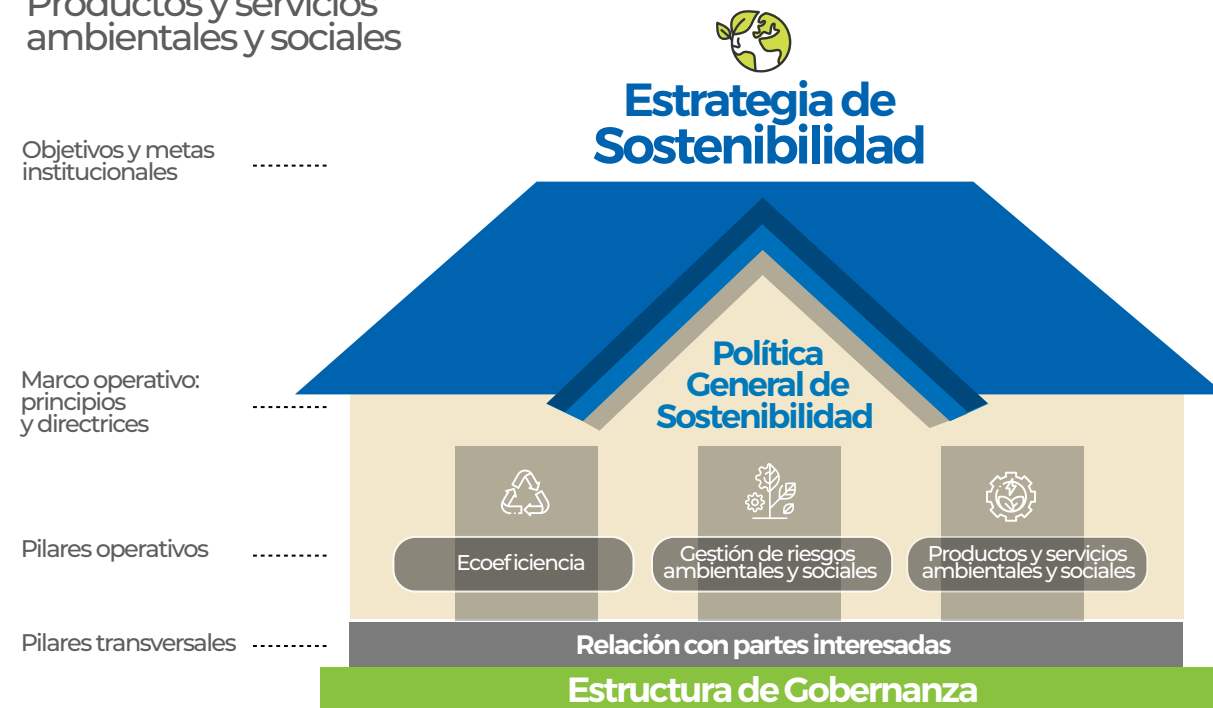 Productos y servicios
ambientales y sociales
Estrategia de
Sostenibilidad
Objetivos y metas
institucionales
Política
General de
Sostenibilidad
Marco operativo:
principios
y directrices
Pilares operativos
Ecoeficiencia
Gestión de riesgos
ambientales y sociales
Productos y servicios
ambientales y sociales
Pilares transversales
Relación con partes interesadas
Estructura de Gobernanza